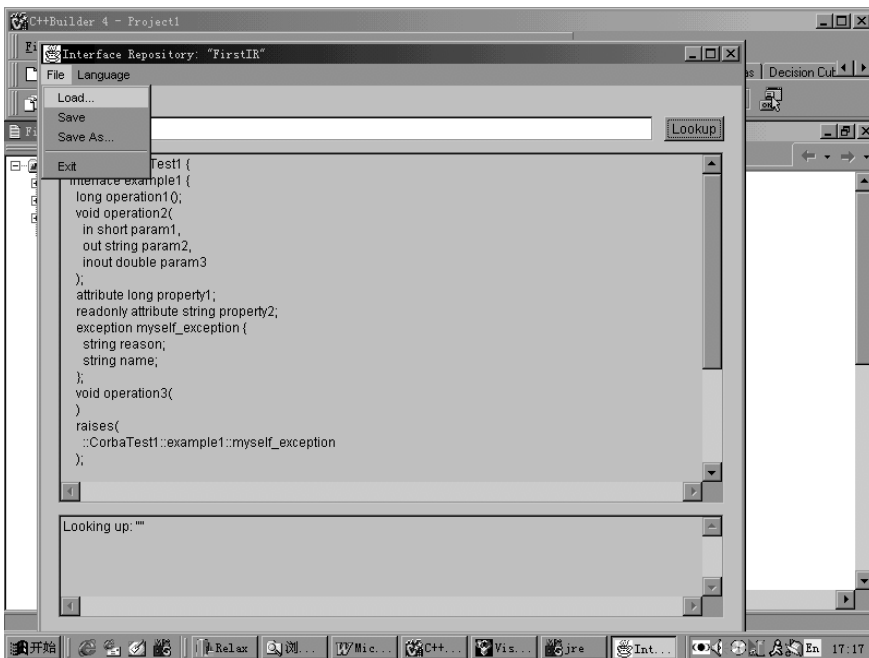 C++Builder 4 - Project1
Interface Repository: "FirstIR"
File Language
Load...
Save
Save As...
Exit
Lookup
Decision Cub
Test1 {
interface example1 {
long operation1();
void operation2(
in short param1,
out string param2,
inout double param3
);
attribute long property1;
readonly attribute string property2;
exception myself_exception {
string reason;
string name;
};
void operation3(
)
raises(
::CorbaTest1::example1::myself_exception
);
Looking up: ""
开始
Relax
浏...
Mic...
C++...
Vis...
jre
Int...
En 17:17